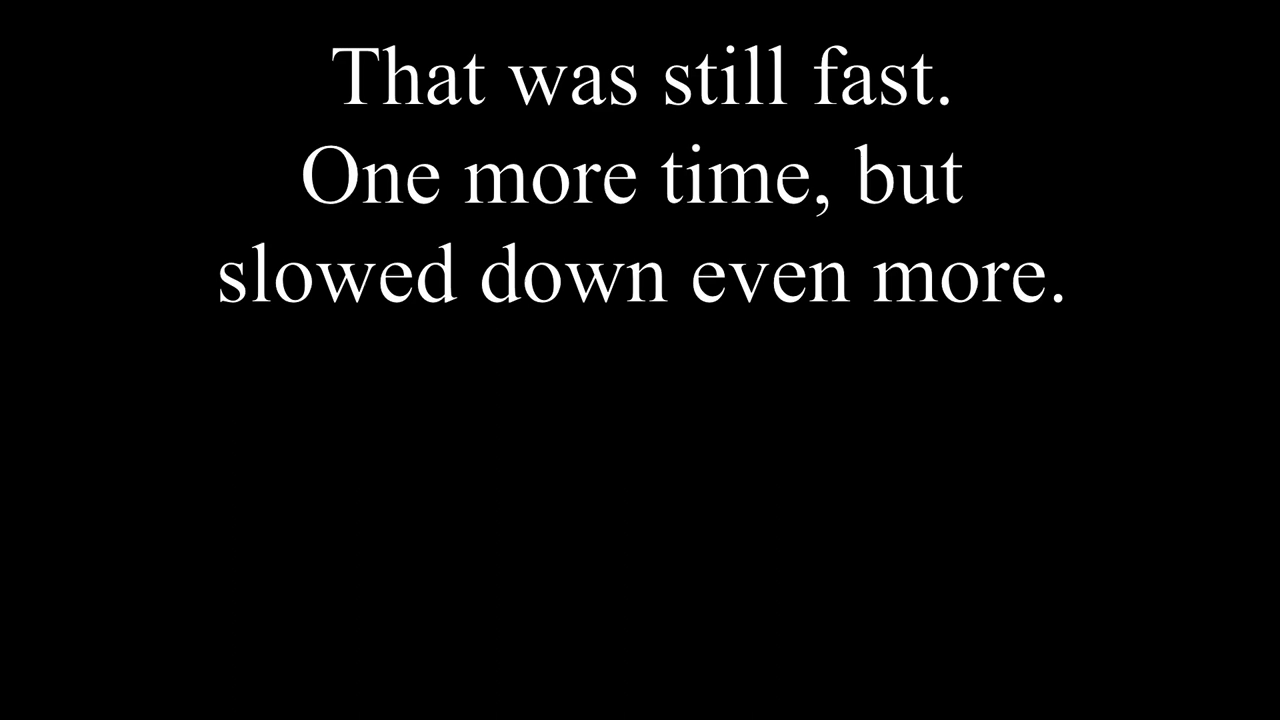 That was still fast.
One more time, but
slowed down even more.